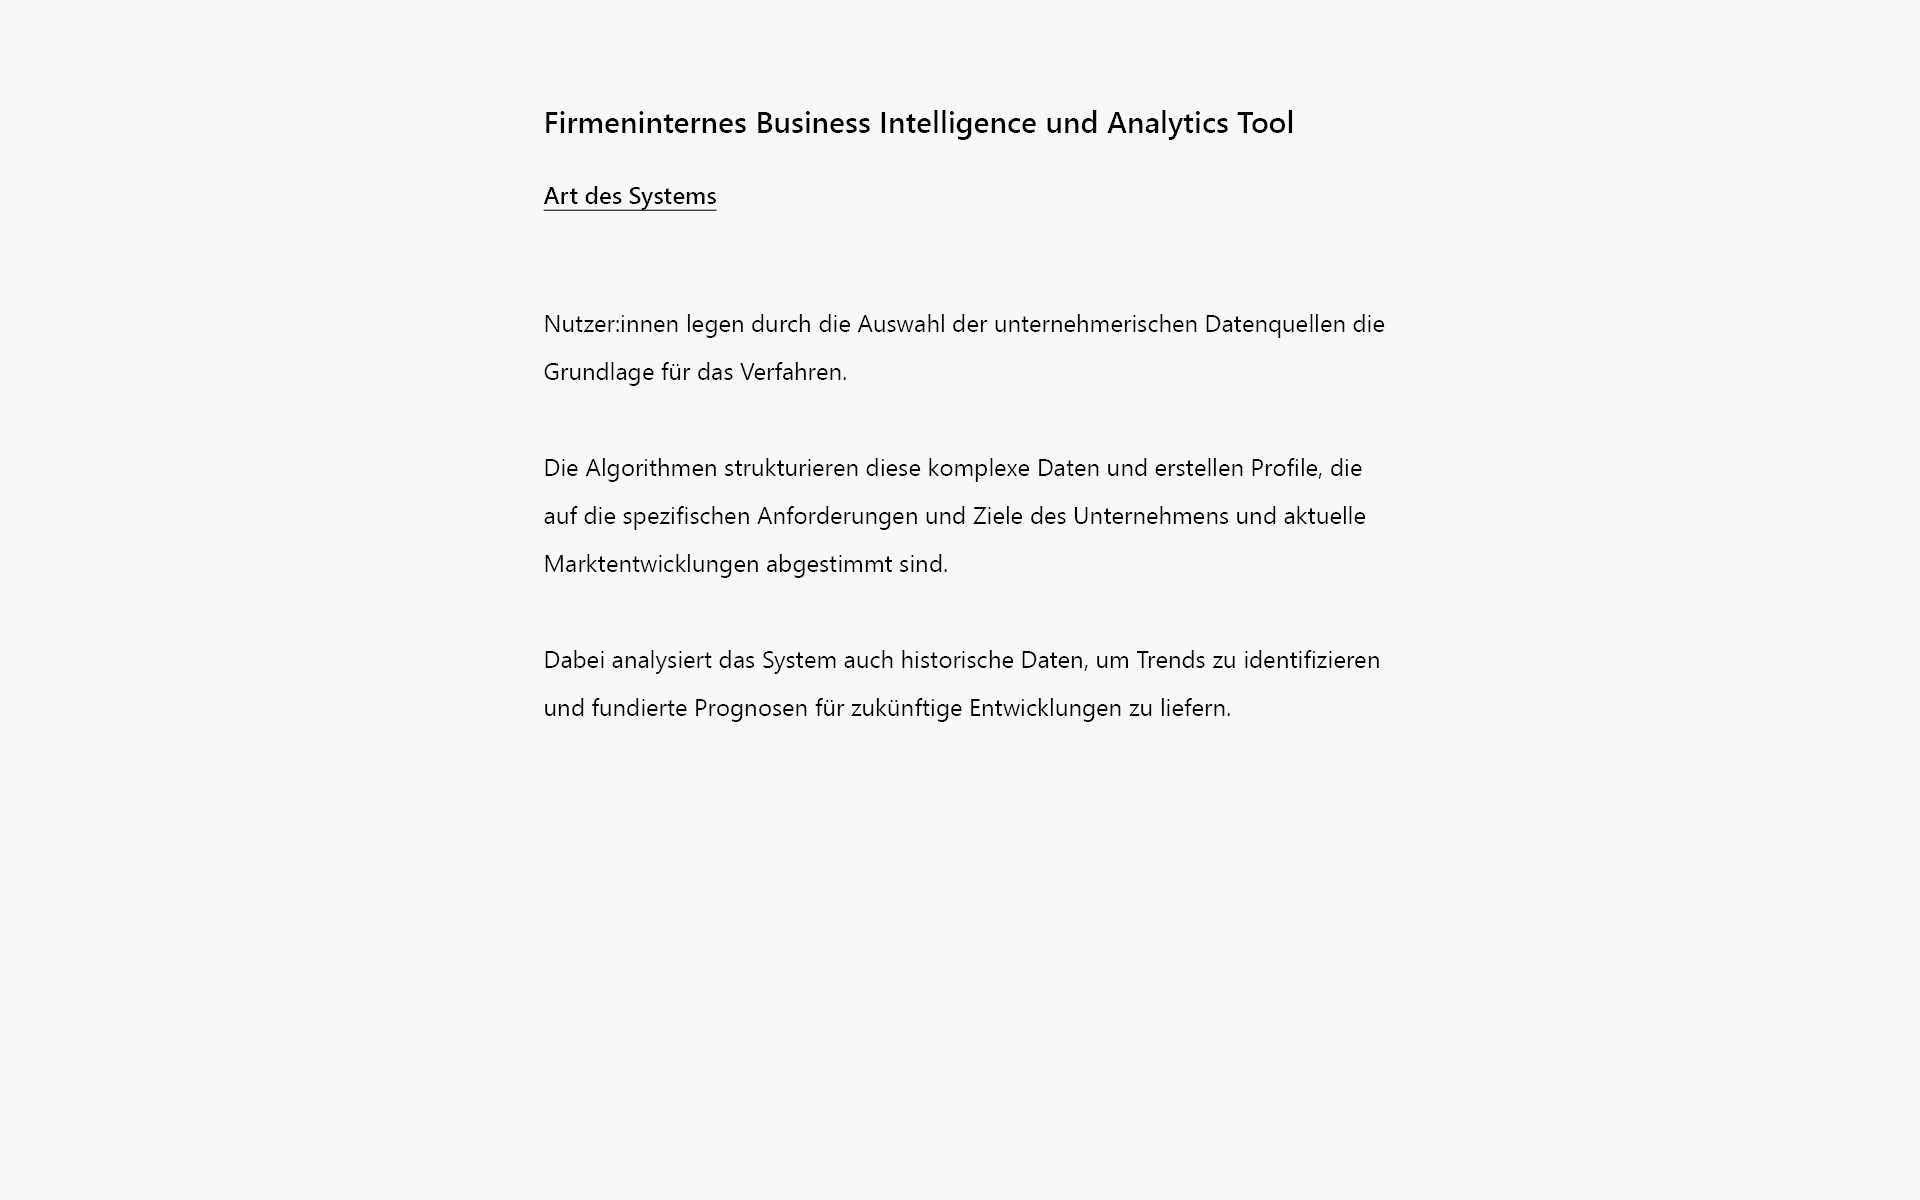 Firmeninternes Business Intelligence und Analytics Tool
Art des Systems
Nutzer:innen legen durch die Auswahl der unternehmerischen Datenquellen die
Grundlage für das Verfahren.
Die Algorithmen strukturieren diese komplexe Daten und erstellen Profile, die
auf die spezifischen Anforderungen und Ziele des Unternehmens und aktuelle
Marktentwicklungen abgestimmt sind.
Dabei analysiert das System auch historische Daten, um Trends zu identifizieren
und fundierte Prognosen für zukünftige Entwicklungen zu liefern.